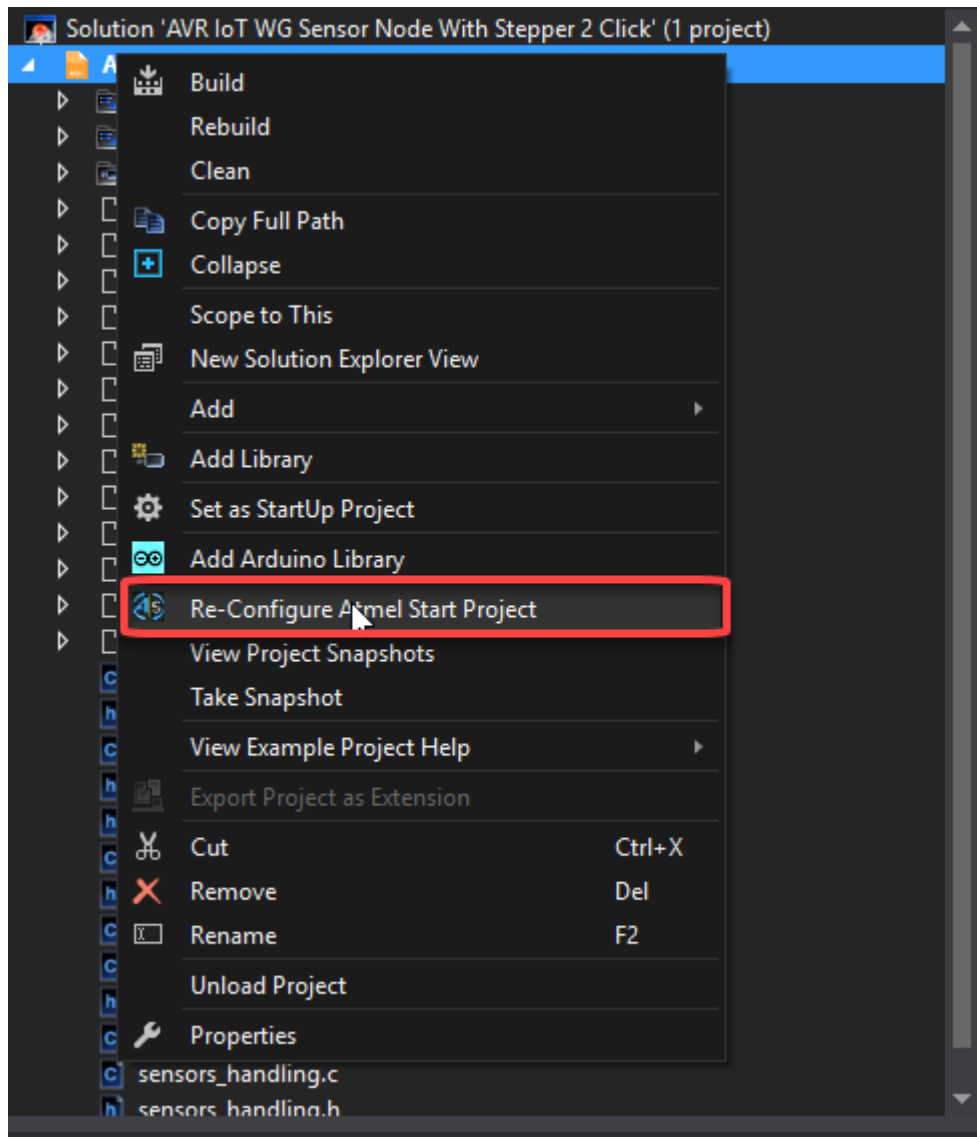 Solution 'AVR IoT WG Sensor Node With Stepper 2 Click' (1 project)
A
Build
Rebuild
Clean
Copy Full Path
Collapse
Scope to This
New Solution Explorer View
Add
Add Library
Set as StartUp Project
Add Arduino Library
Re-Configure Atmel Start Project
View Project Snapshots
Take Snapshot
View Example Project Help
Export Project as Extension
Cut Ctrl+X
Remove Del
Rename F2
Unload Project
Properties
sensors_handling.c
sensors_handling.h